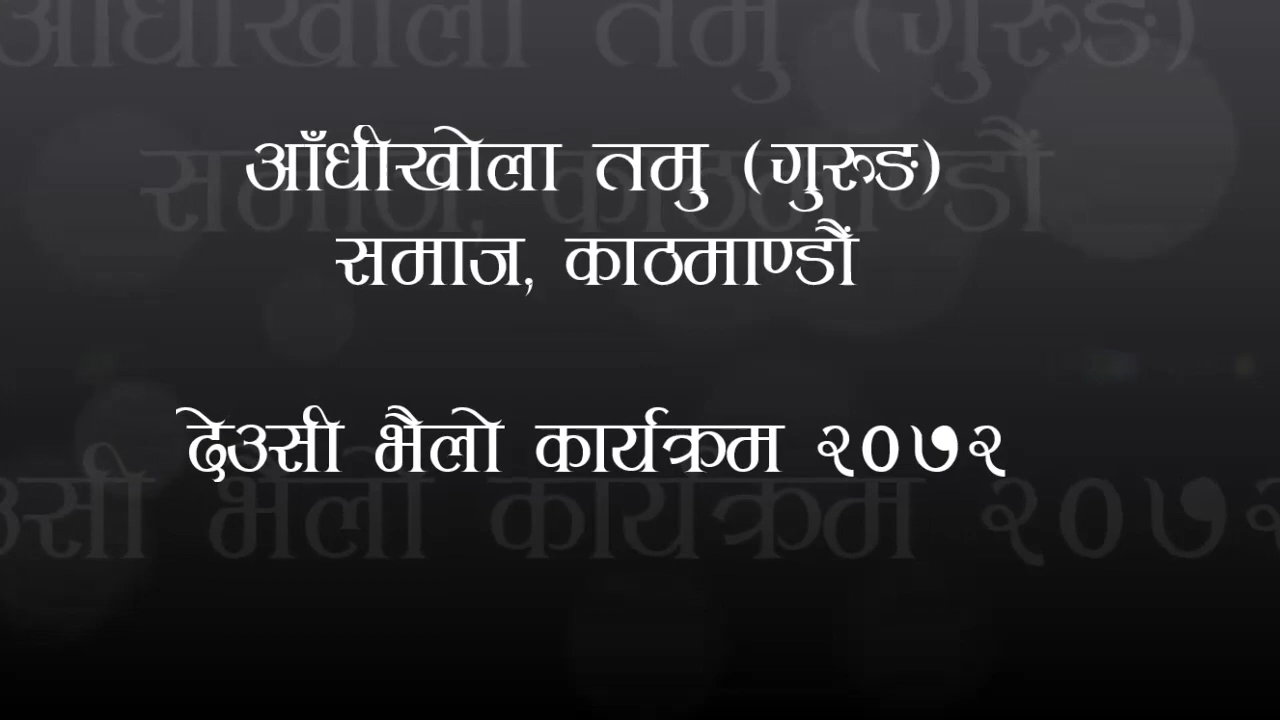 आँधीखोला तमु (गुरुङ)
समाज, काठमाण्डौं
देउसी भैलो कार्यक्रम २०७२